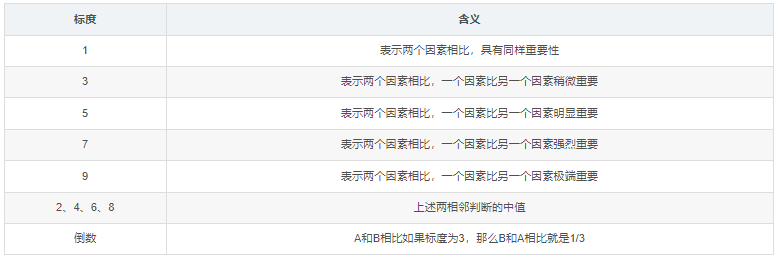 标度 含义
1 表示两个因素相比，具有同样重要性
3 表示两个因素相比，一个因素比另一个因素稍微重要
5 表示两个因素相比，一个因素比另一个因素明显重要
7 表示两个因素相比，一个因素比另一个因素强烈重要
9 表示两个因素相比，一个因素比另一个因素极端重要
2、4、6、8 上述两相邻判断的中值
倒数 A和B相比如果标度为3，那么B和A相比就是1/3